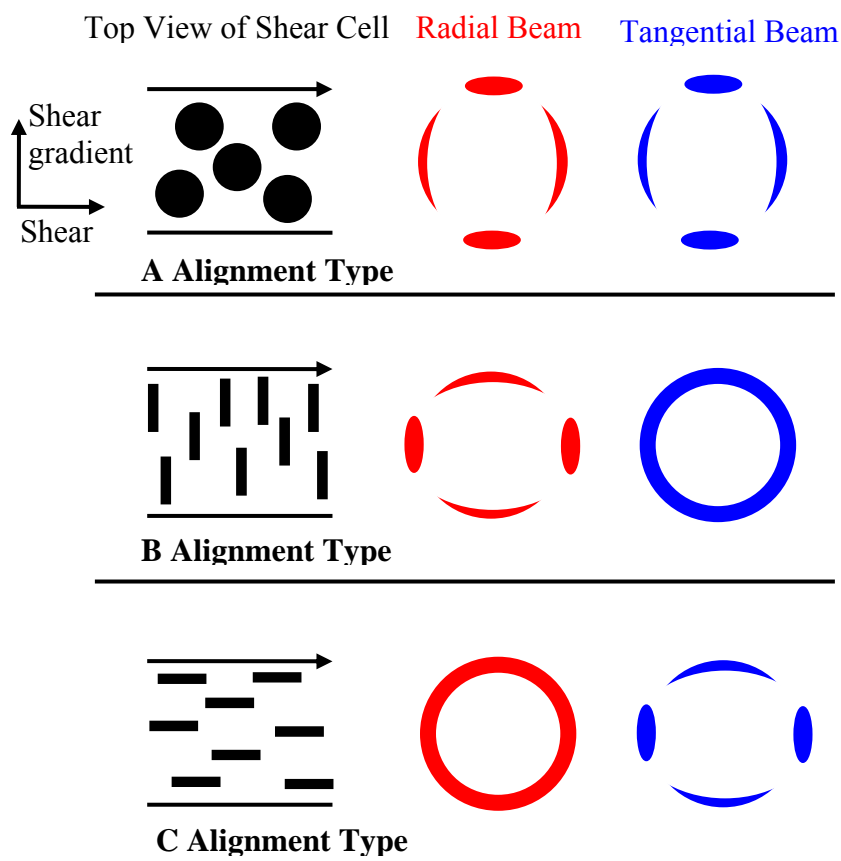 Top View of Shear Cell
Radial Beam
Tangential Beam
Shear
gradient
Shear
A Alignment Type
B Alignment Type
C Alignment Type